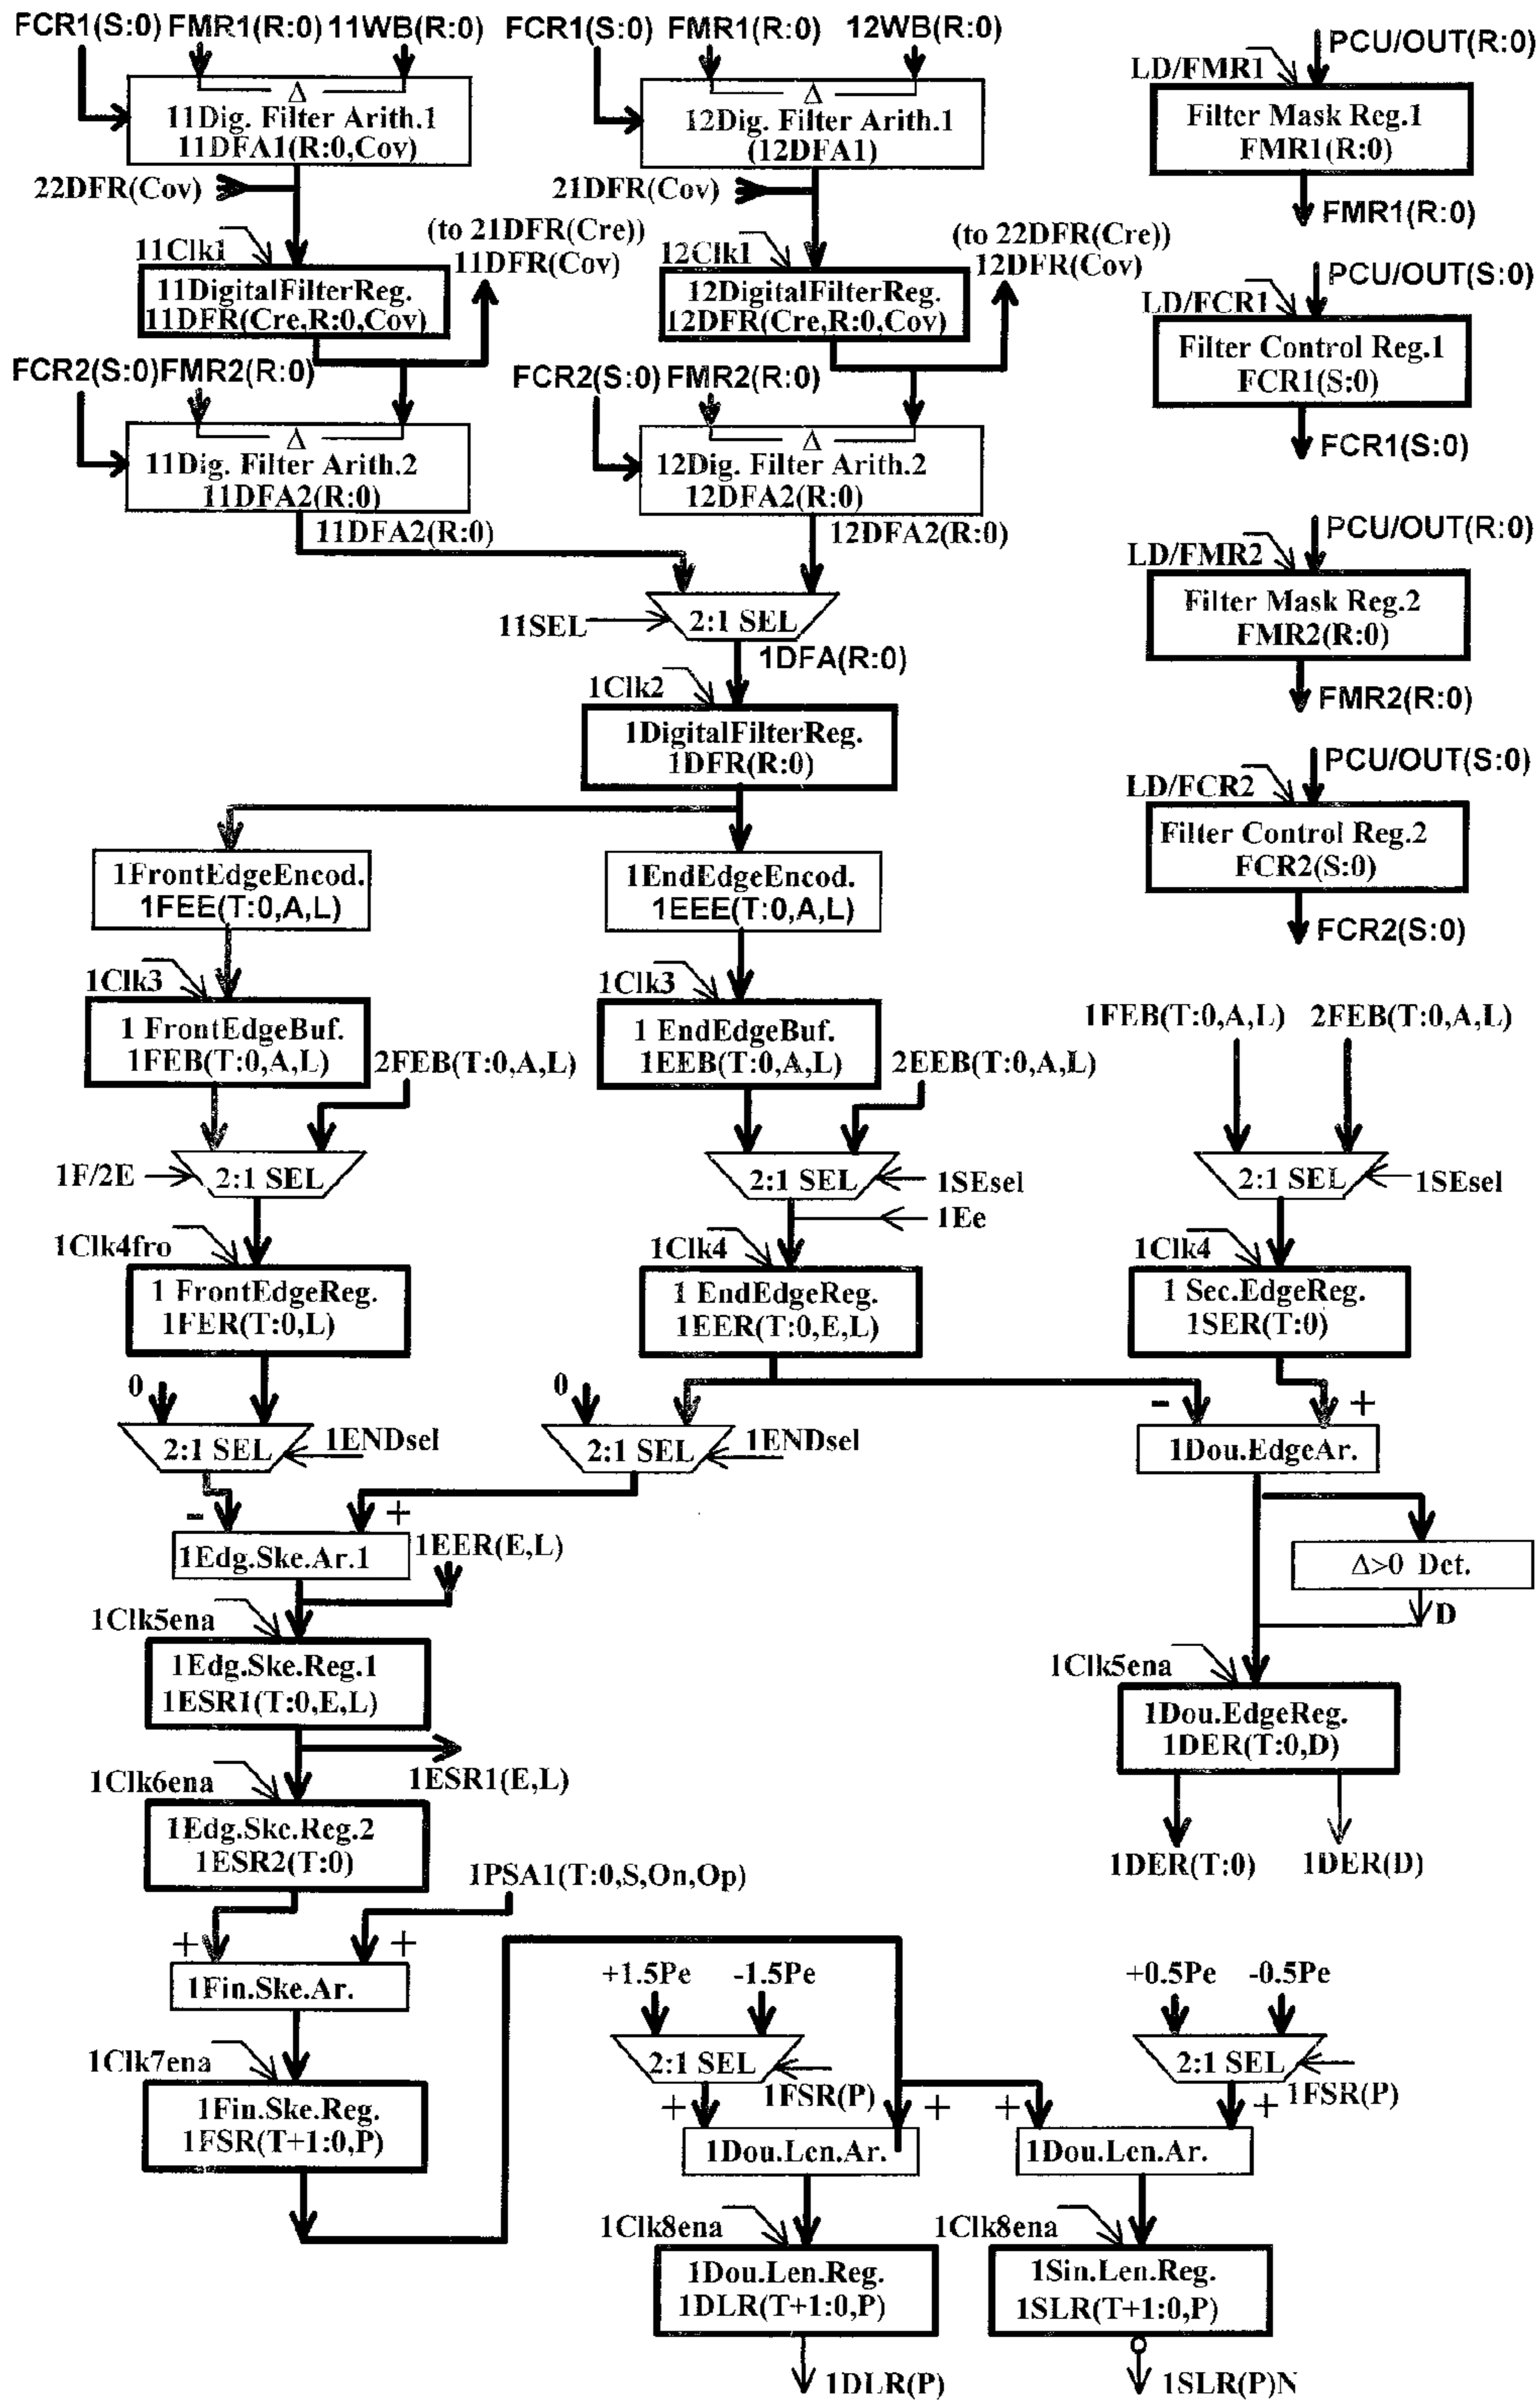 FCR1(S:0) FMR1(R:0) 11WB(R:0)
Δ
11Dig. Filter Arith.1
11DFA1(R:0,Cov)
22DFR(Cov)
11Clk1
(to 21DFR(Cre))
11DFR(Cov)
11DigitalFilterReg.
11DFR(Cre,R:0,Cov)
FCR2(S:0)FMR2(R:0)
Δ
11Dig. Filter Arith.2
11DFA2(R:0)
11DFA2(R:0)
FCR1(S:0) FMR1(R:0) 12WB(R:0)
Δ
12Dig. Filter Arith.1
(12DFA1)
21DFR(Cov)
12Clk1
(to 22DFR(Cre))
12DFR(Cov)
12DigitalFilterReg.
12DFR(Cre,R:0,Cov)
FCR2(S:0) FMR2(R:0)
Δ
12Dig. Filter Arith.2
12DFA2(R:0)
12DFA2(R:0)
PCU/OUT(R:0)
LD/FMR1
Filter Mask Reg.1
FMR1(R:0)
FMR1(R:0)
PCU/OUT(S:0)
LD/FCR1
Filter Control Reg.1
FCR1(S:0)
FCR1(S:0)
PCU/OUT(R:0)
LD/FMR2
Filter Mask Reg.2
FMR2(R:0)
FMR2(R:0)
PCU/OUT(S:0)
LD/FCR2
Filter Control Reg.2
FCR2(S:0)
FCR2(S:0)
11SEL
2:1 SEL
1DFA(R:0)
1Clk2
1DigitalFilterReg.
1DFR(R:0)
1FrontEdgeEncod.
1FEE(T:0,A,L)
1EndEdgeEncod.
1EEE(T:0,A,L)
1Clk3
1 FrontEdgeBuf.
1FEB(T:0,A,L)
2FEB(T:0,A,L)
1Clk3
1 EndEdgeBuf.
1EEB(T:0,A,L)
2EEB(T:0,A,L)
1FEB(T:0,A,L) 2FEB(T:0,A,L)
1F/2E
2:1 SEL
2:1 SEL
1SEsel
1Ee
2:1 SEL
1SEsel
1Clk4fro
1 FrontEdgeReg.
1FER(T:0,L)
1Clk4
1 EndEdgeReg.
1EER(T:0,E,L)
1Clk4
1 Sec.EdgeReg.
1SER(T:0)
0
2:1 SEL
1ENDsel
0
2:1 SEL
1ENDsel
- +
1Dou.EdgeAr.
- +
1Edg.Ske.Ar.1
1EER(E,L)
Δ>0 Det.
D
1Clk5ena
1Edg.Ske.Reg.1
1ESR1(T:0,E,L)
1ESR1(E,L)
1Clk5ena
1Dou.EdgeReg.
1DER(T:0,D)
1DER(T:0) 1DER(D)
1Clk6ena
1Edg.Ske.Reg.2
1ESR2(T:0)
1PSA1(T:0,S,On,Op)
+ +
1Fin.Ske.Ar.
1Clk7ena
1Fin.Ske.Reg.
1FSR(T+1:0,P)
+1.5Pe -1.5Pe
2:1 SEL
1FSR(P)
+ +
1Dou.Len.Ar.
1Clk8ena
1Dou.Len.Reg.
1DLR(T+1:0,P)
1DLR(P)
+0.5Pe -0.5Pe
2:1 SEL
1FSR(P)
+ +
1Dou.Len.Ar.
1Clk8ena
1Sin.Len.Reg.
1SLR(T+1:0,P)
1SLR(P)N